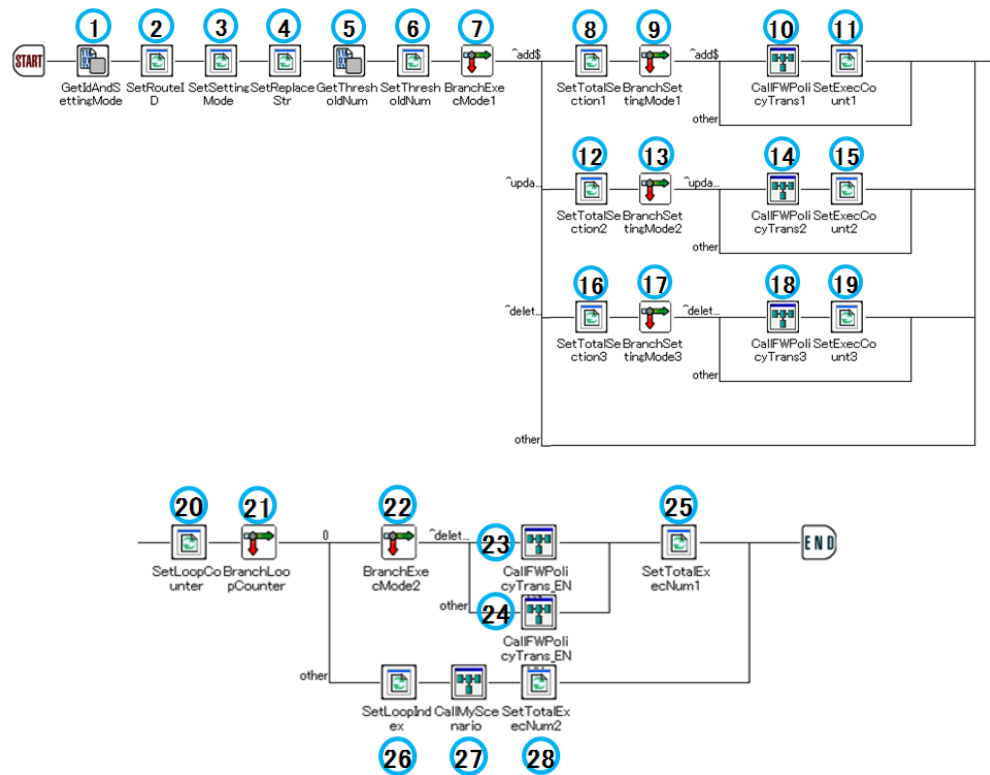 1 2 3 4 5 6 7 8 9 10 11
START ^add$ ^add$
GetIdAndS SetRouteI SetSetting SetReplace GetThresh SetThresh BranchExe SetTotalSe BranchSet CallFWPoli SetExecCo
ettingMode D Mode Str oldNum oldNum cMode1 ction1 tingMode1 cyTrans1 unt1
other
12 13 14 15
^upda... ^upda...
SetTotalSe BranchSet CallFWPoli SetExecCo
ction2 tingMode2 cyTrans2 unt2
other
16 17 18 19
^delet... ^delet...
SetTotalSe BranchSet CallFWPoli SetExecCo
ction3 tingMode3 cyTrans3 unt3
other
other
20 21 22 25
0 ^delet... 23 END
SetLoopCo BranchLoo BranchExe CallFWPoli SetTotalEx
unter pCounter cMode2 cyTrans_EN ecNum1
other 24
CallFWPoli
cyTrans_EN
other
SetLoopInd CallMySce SetTotalEx
ex nario ecNum2
26 27 28